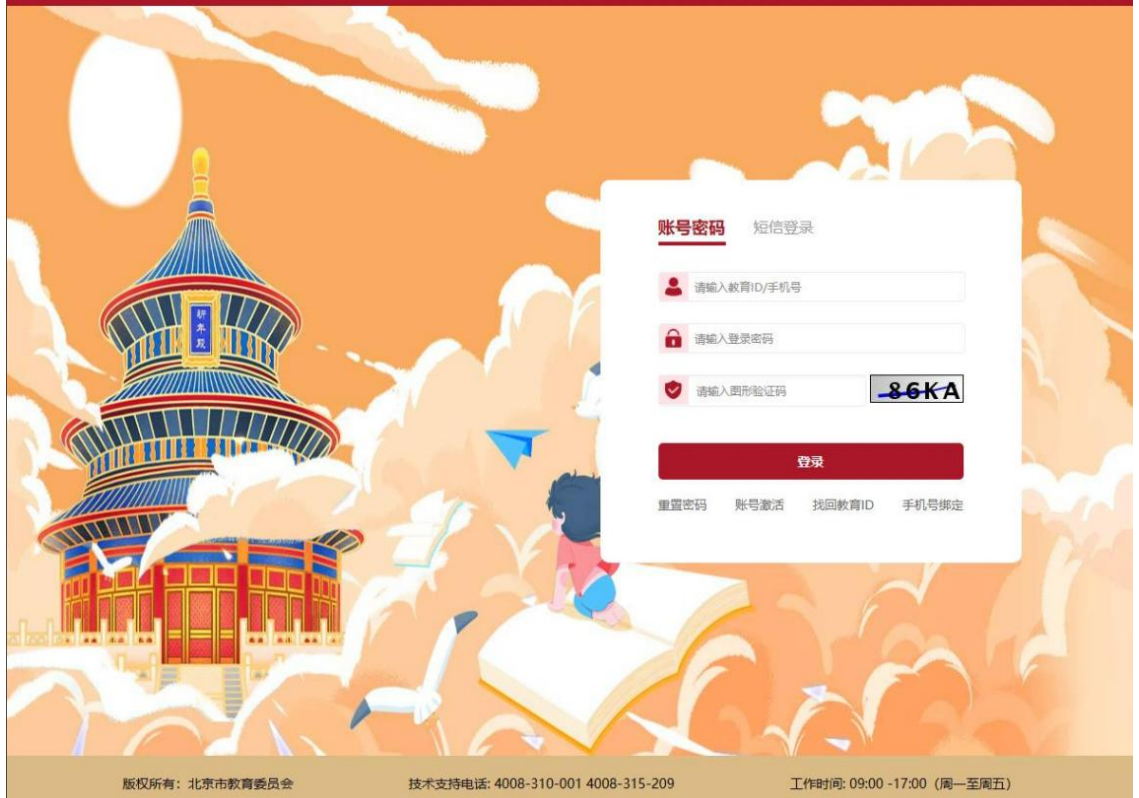 祈年殿
账号密码 短信登录
请输入教育ID/手机号
请输入登录密码
请输入图形验证码 86KA
登录
重置密码 账号激活 找回教育ID 手机号绑定
版权所有：北京市教育委员会 技术支持电话: 4008-310-001 4008-315-209 工作时间: 09:00 -17:00（周一至周五）